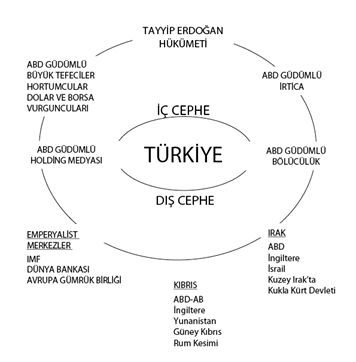 TAYYİP ERDOĞAN
HÜKÜMETİ
ABD GÜDÜMLÜ
BÜYÜK TEFECİLER
HORTUMCULAR
DOLAR VE BORSA
VURGUNCULARI
ABD GÜDÜMLÜ
İRTİCA
İÇ CEPHE
ABD GÜDÜMLÜ
HOLDİNG MEDYASI
TÜRKİYE
ABD GÜDÜMLÜ
BÖLÜCÜLÜK
DIŞ CEPHE
EMPERYALİST
MERKEZLER
IMF
DÜNYA BANKASI
AVRUPA GÜMRÜK BİRLİĞİ
KIBRIS
ABD-AB
İngiltere
Yunanistan
Güney Kıbrıs
Rum Kesimi
IRAK
ABD
İngiltere
İsrail
Kuzey Irak'ta
Kukla Kürt Devleti